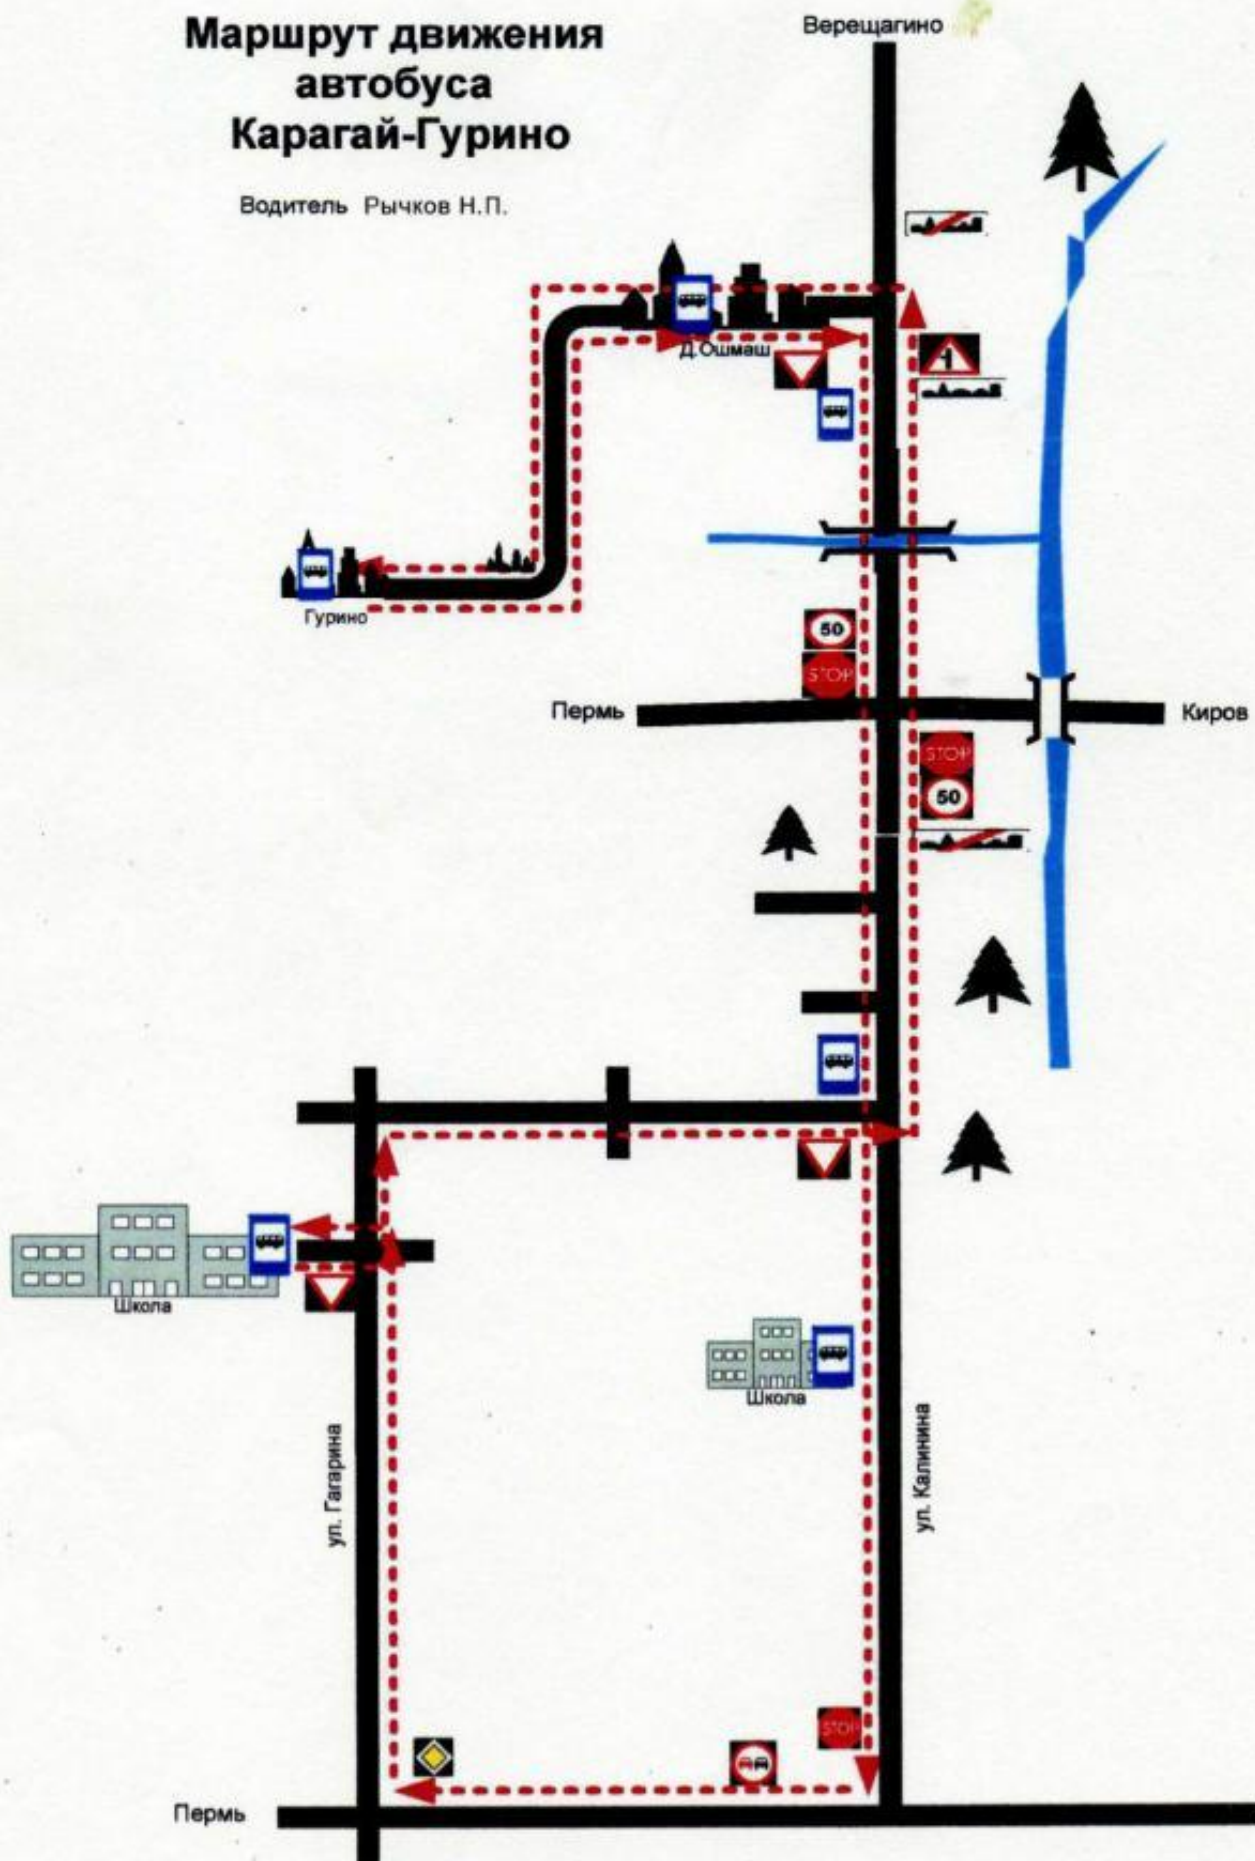 Маршрут движения
автобуса
Карагай-Гурино
Водитель Рычков Н.П.
Верещагино
Д.Ошмаш
Гурино
50
STOP
Пермь
Киров
STOP
50
Школа
Школа
ул. Гагарина
ул. Калинина
STOP
Пермь